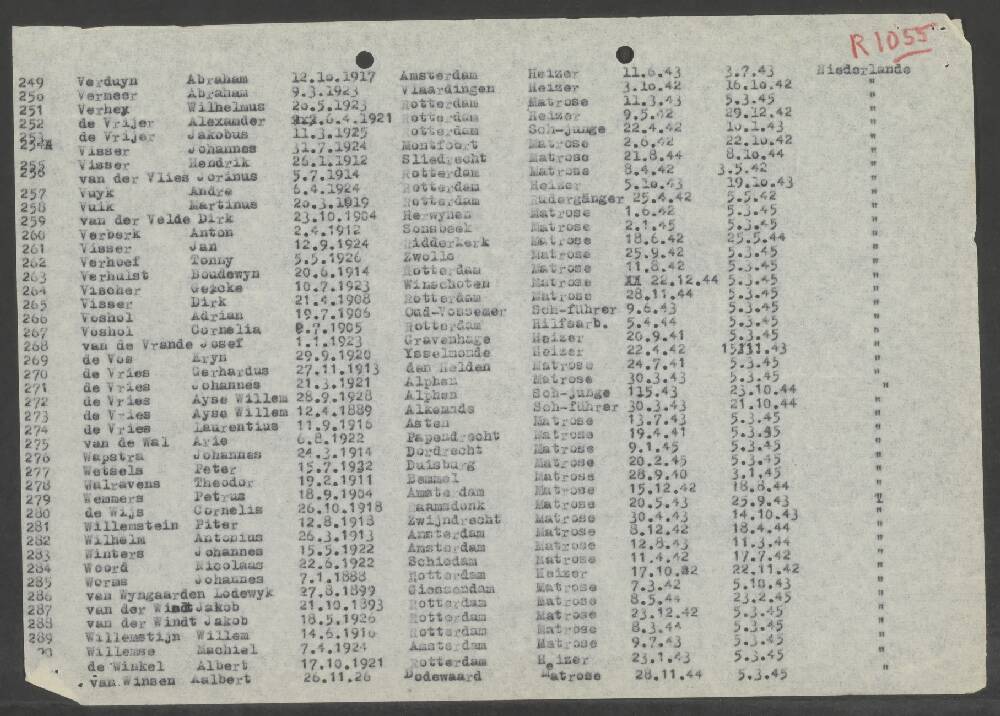 R1055
249 Verduyn Abraham 12.10.1917 Amsterdam Heizer 11.6.43 3.7.43 Niederlande
250 Vermeer Abraham 9.3.1923 Vlaardingen Heizer 3.10.42 16.10.42 "
251 Verhey Wilhelmus 20.5.1923 Rotterdam Matrose 11.3.43 5.3.45 "
252 de Vrijer Alexander 6.4.1921 Rotterdam Heizer 9.5.42 29.12.42 "
253 de Vrijer Jakobus 11.3.1925 Rotterdam Sch-junge 22.4.42 10.1.43 "
254A Visser Johannes 31.7.1924 Montfoort Matrose 2.6.42 22.10.42 "
255 Visser Hendrik 26.1.1912 Sliedrecht Matrose 21.8.44 8.10.44 "
256 van der Vlies Jorinus 5.7.1914 Rotterdam Matrose 8.4.42 3.5.42 "
257 Vuyk Andre 6.4.1924 Rotterdam Heizer 5.10.43 19.10.43 "
258 Vuik Martinus 20.3.1919 Rotterdam Rudergänger 25.4.42 5.5.42 "
259 van der Velde Dirk 23.10.1904 Herwynen Matrose 1.6.42 5.3.45 "
260 Verberk Anton 2.4.1912 Sonsbeek Matrose 2.1.45 5.3.45 "
261 Visser Jan 12.9.1924 Ridderkerk Matrose 18.6.42 25.5.44 "
262 Verhoef Tonny 5.5.1926 Zwolle Matrose 25.9.42 5.3.45 "
263 Verhulst Boudewyn 20.6.1914 Rotterdam Matrose 11.8.42 5.3.45 "
264 Vischer Gepcke 10.7.1923 Winschoten Matrose XX 22.12.44 5.3.45 "
265 Visser Dirk 21.4.1908 Rotterdam Matrose 28.11.44 5.3.45 "
266 Voshol Adrian 19.7.1906 Oud-Vossemer Sch-führer 9.6.43 5.3.45 "
267 Voshol Cornelia 8.7.1905 Rotterdam Hilfsarb. 5.4.44 5.3.45 "
268 van de Vrande Josef 1.1.1923 Gravenhage Heizer 20.9.41 5.3.45 "
269 de Vos Aryn 29.9.1920 Ysselmonde Heizer 22.4.42 15.11.43 "
270 de Vries Gerhardus 27.11.1913 den Helden Matrose 24.7.41 5.3.45 "
271 de Vries Johannes 21.3.1921 Alphen Matrose 30.3.43 5.3.45 "
272 de Vries Ayse Willem 28.9.1928 Alphen Sch-junge 115.43 23.10.44 "
273 de Vries Ayse Willem 12.4.1889 Alkemade Sch-führer 30.3.43 21.10.44 "
274 de Vries Laurentius 11.9.1916 Asten Matrose 13.7.43 5.3.45 "
275 van de Wal Arie 6.8.1922 Papendrecht Matrose 19.4.41 5.3.45 "
276 Wapstra Johannes 24.3.1914 Dordrecht Matrose 9.1.45 5.3.45 "
277 Wetsels Peter 15.7.1922 Duisburg Matrose 20.2.45 5.3.45 "
278 Walravens Theodor 19.2.1911 Bemmel Matrose 28.9.40 3.1.45 "
279 Wemmers Petrus 18.9.1904 Amsterdam Matrose 15.12.42 18.8.44 "
280 de Wijs Cornelis 26.10.1918 Raamsdonk Matrose 20.5.43 25.9.43 "
281 Willemstein Piter 12.8.1913 Zwijndrecht Matrose 30.4.43 14.10.43 "
282 Wilhelm Antonius 26.3.1913 Amsterdam Matrose 8.12.42 18.4.44 "
283 Winters Johannes 15.5.1922 Amsterdam Matrose 12.8.43 11.3.44 "
284 Woord Nicolaas 22.6.1922 Schiedam Matrose 11.4.42 17.7.42 "
285 Worms Johannes 7.1.1888 Rotterdam Heizer 17.10.42 22.11.42 "
286 van Wyngaarden Lodewyk 27.8.1899 Giessendam Matrose 7.3.42 5.10.43 "
287 van der Windt Jakob 21.10.1893 Rotterdam Matrose 8.5.44 23.2.45 "
288 van der Windt Jakob 18.5.1926 Rotterdam Matrose 23.12.42 5.3.45 "
289 Willemstijn Willem 14.6.1916 Rotterdam Matrose 8.3.44 5.3.45 "
Willemse Machiel 7.4.1924 Amsterdam Matrose 9.7.43 5.3.45 "
de Winkel Albert 17.10.1921 Rotterdam Heizer 23.1.43 5.3.45 "
van Winsen Aalbert 26.11.26 Dodewaard Matrose 28.11.44 5.3.45 "